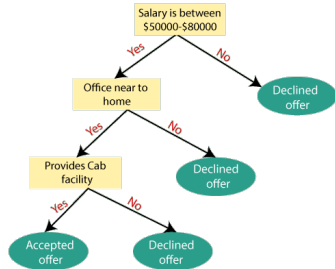 Salary is between
$50000-$80000
Yes
No
Office near to
home
Declined
offer
Yes
No
Provides Cab
facility
Declined
offer
Yes
No
Accepted
offer
Declined
offer